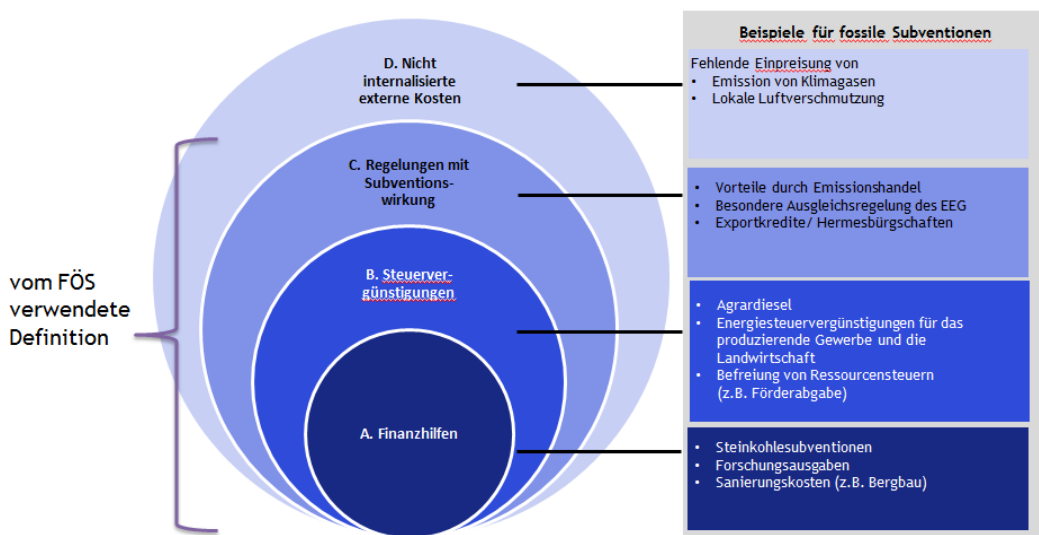 vom FÖS
verwendete
Definition
D. Nicht
internalisierte
externe Kosten
C. Regelungen mit
Subventions-
wirkung
B. Steuerver-
günstigungen
A. Finanzhilfen
Beispiele für fossile Subventionen
Fehlende Einpreisung von
• Emission von Klimagasen
• Lokale Luftverschmutzung
• Vorteile durch Emissionshandel
• Besondere Ausgleichsregelung des EEG
• Exportkredite/ Hermesbürgschaften
• Agrardiesel
• Energiesteuervergünstigungen für das
produzierende Gewerbe und die
Landwirtschaft
• Befreiung von Ressourcensteuern
(z.B. Förderabgabe)
• Steinkohlesubventionen
• Forschungsausgaben
• Sanierungskosten (z.B. Bergbau)